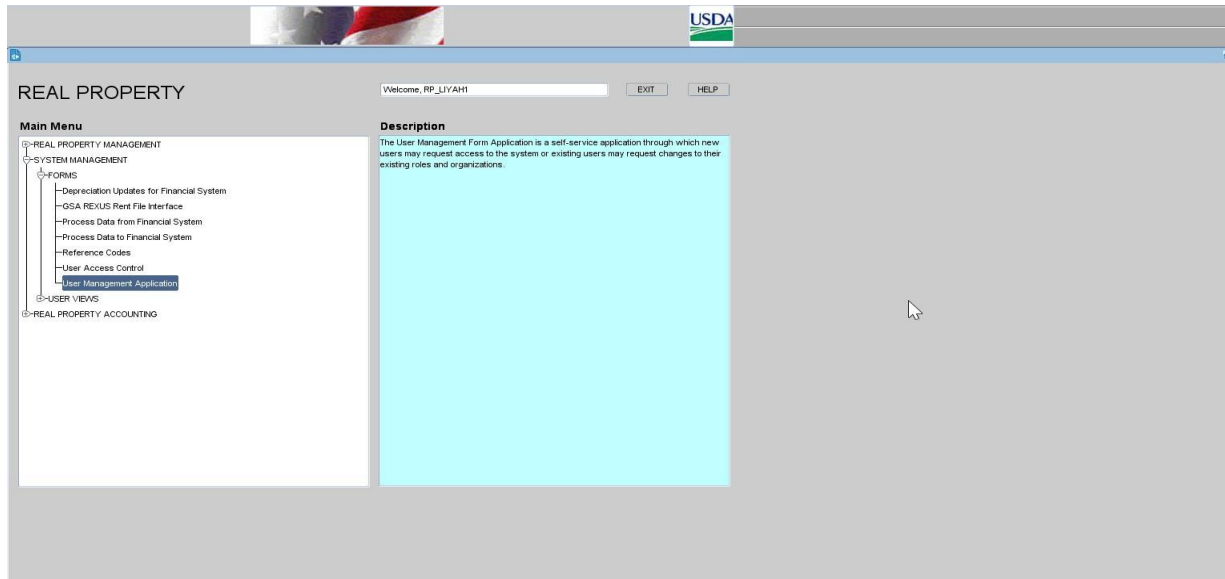 USDA
REAL PROPERTY
Welcome, RP_LIYAH1
EXIT
HELP
Main Menu
REAL PROPERTY MANAGEMENT
SYSTEM MANAGEMENT
FORMS
Depreciation Updates for Financial System
GSA REXUS Rent File Interface
Process Data from Financial System
Process Data to Financial System
Reference Codes
User Access Control
User Management Application
USER VIEWS
REAL PROPERTY ACCOUNTING
Description
The User Management Form Application is a self-service application through which new
users may request access to the system or existing users may request changes to their
existing roles and organizations.